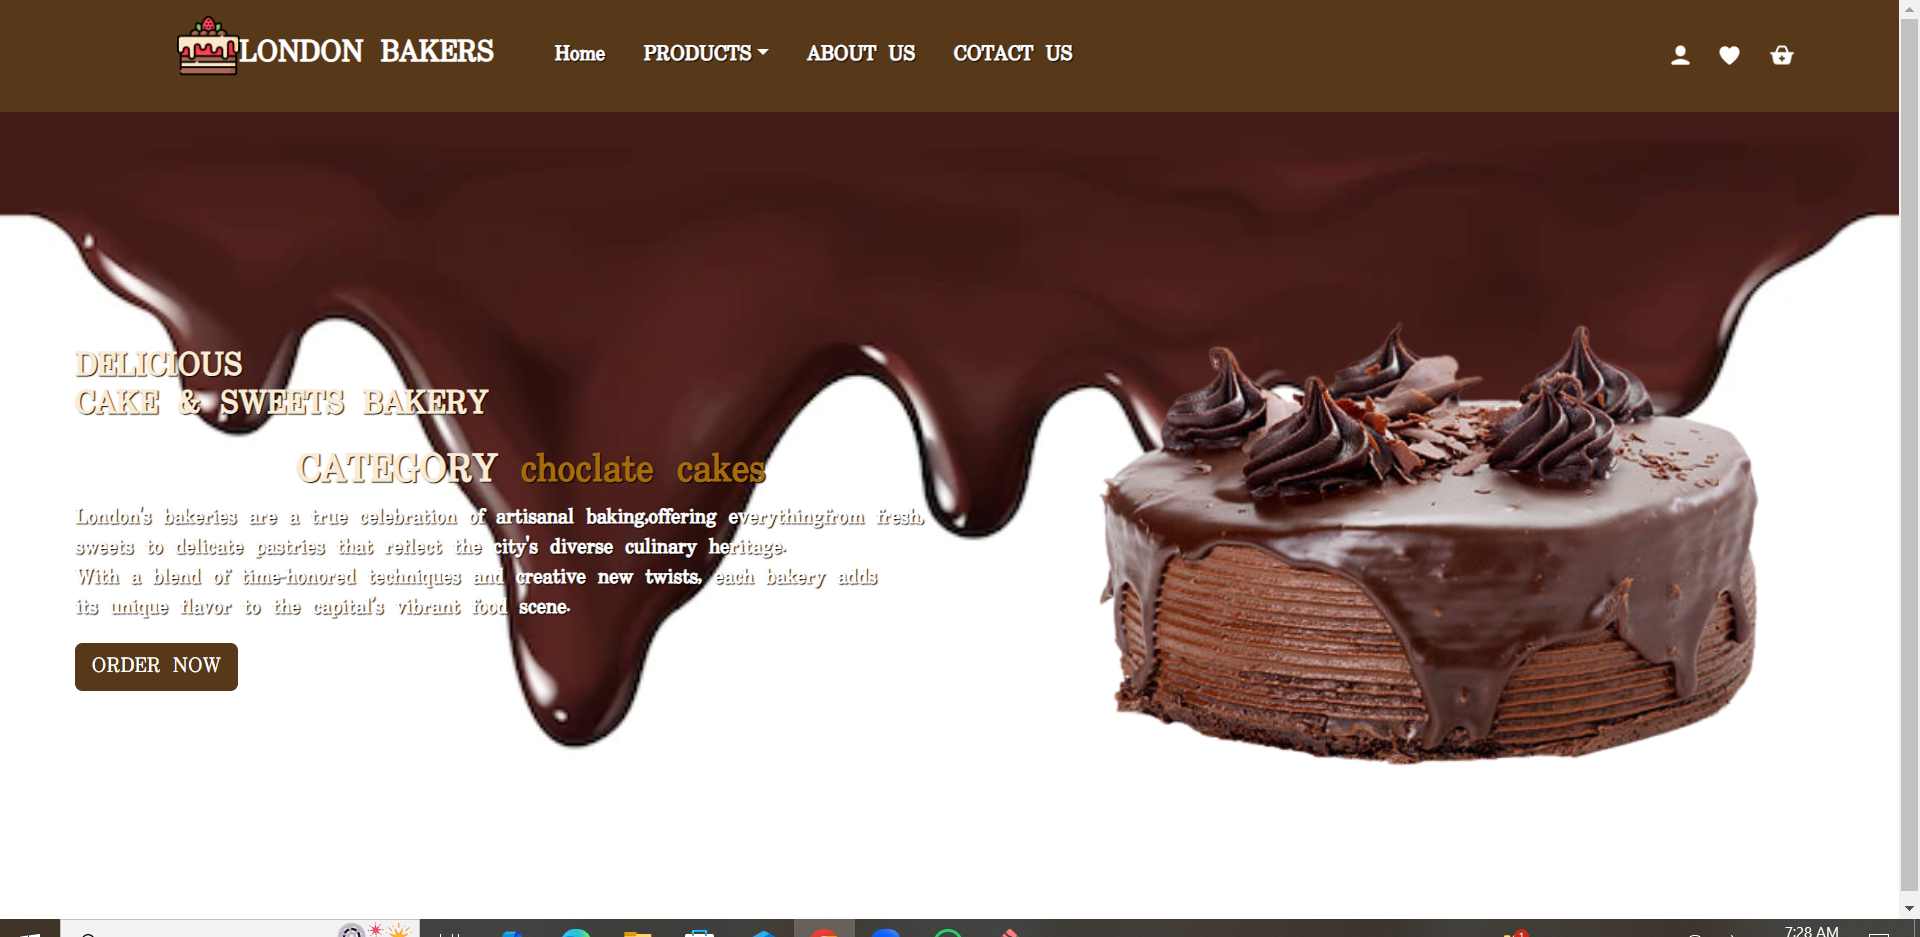 LONDON BAKERS
Home PRODUCTS ABOUT US COTACT US
DELICIOUS
CAKE & SWEETS BAKERY
CATEGORY choclate cakes
London's bakeries are a true celebration of artisanal baking,offering everythingfrom fresh,
sweets to delicate pastries that reflect the city's diverse culinary heritage.
With a blend of time-honored techniques and creative new twists, each bakery adds
its unique flavor to the capital's vibrant food scene.
ORDER NOW
1
7:28 AM